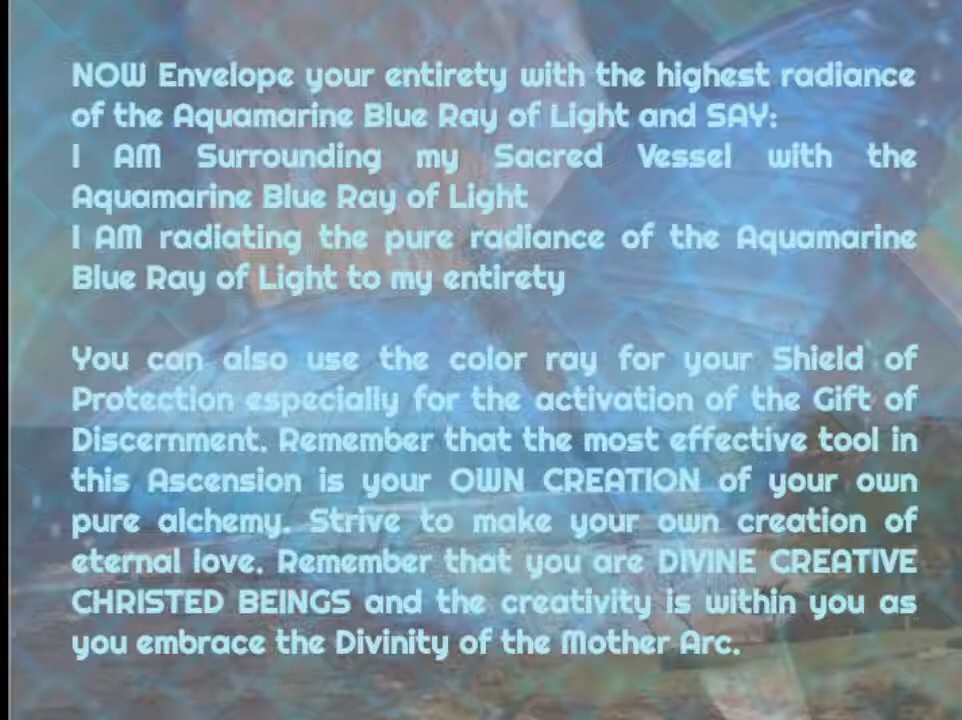 NOW Envelope your entirety with the highest radiance
of the Aquamarine Blue Ray of Light and SAY:
I AM Surrounding my Sacred Vessel with the
Aquamarine Blue Ray of Light
I AM radiating the pure radiance of the Aquamarine
Blue Ray of Light to my entirety
You can also use the color ray for your Shield of
Protection especially for the activation of the Gift of
Discernment. Remember that the most effective tool in
this Ascension is your OWN CREATION of your own
pure alchemy. Strive to make your own creation of
eternal love. Remember that you are DIVINE CREATIVE
CHRISTED BEINGS and the creativity is within you as
you embrace the Divinity of the Mother Arc.